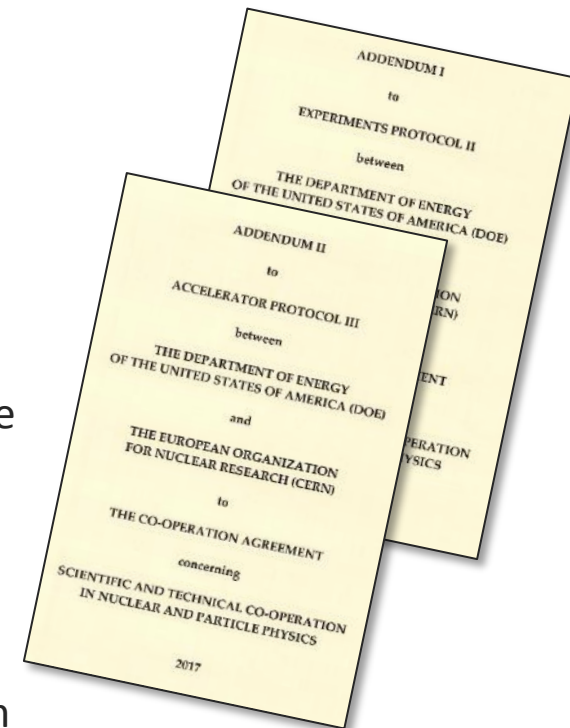 ADDENDUM I
to
EXPERIMENTS PROTOCOL II
between
THE DEPARTMENT OF ENERGY
OF THE UNITED STATES OF AMERICA (DOE)
ADDENDUM II
to
ACCELERATOR PROTOCOL III
between
THE DEPARTMENT OF ENERGY
OF THE UNITED STATES OF AMERICA (DOE)
and
THE EUROPEAN ORGANIZATION
FOR NUCLEAR RESEARCH (CERN)
to
THE CO-OPERATION AGREEMENT
concerning
SCIENTIFIC AND TECHNICAL CO-OPERATION
IN NUCLEAR AND PARTICLE PHYSICS
2017